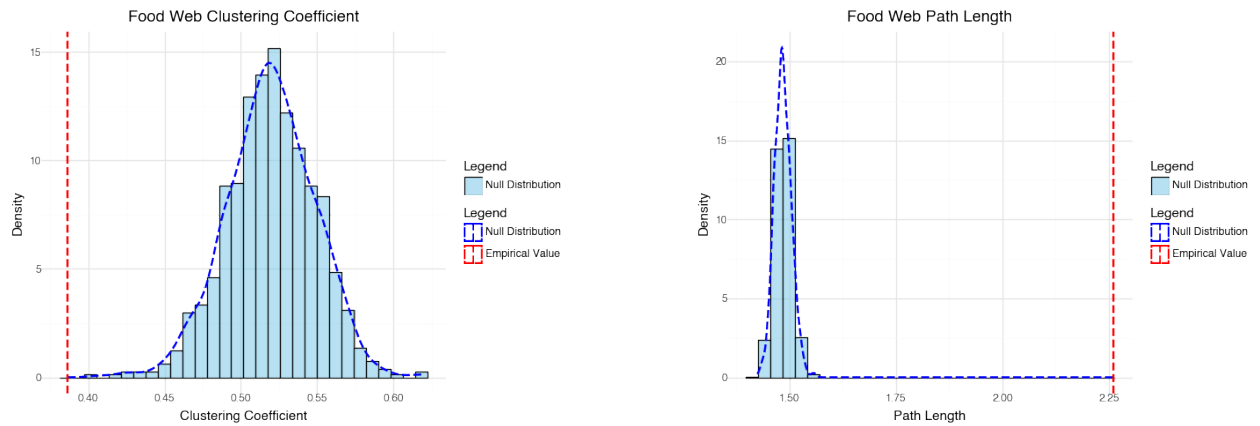 Food Web Clustering Coefficient
15
10
5
0
Density
0.40
0.45
0.50
0.55
0.60
Clustering Coefficient
Legend
Null Distribution
Legend
Null Distribution
Empirical Value
Food Web Path Length
20
15
10
5
0
Density
1.50
1.75
2.00
2.25
Path Length
Legend
Null Distribution
Legend
Null Distribution
Empirical Value